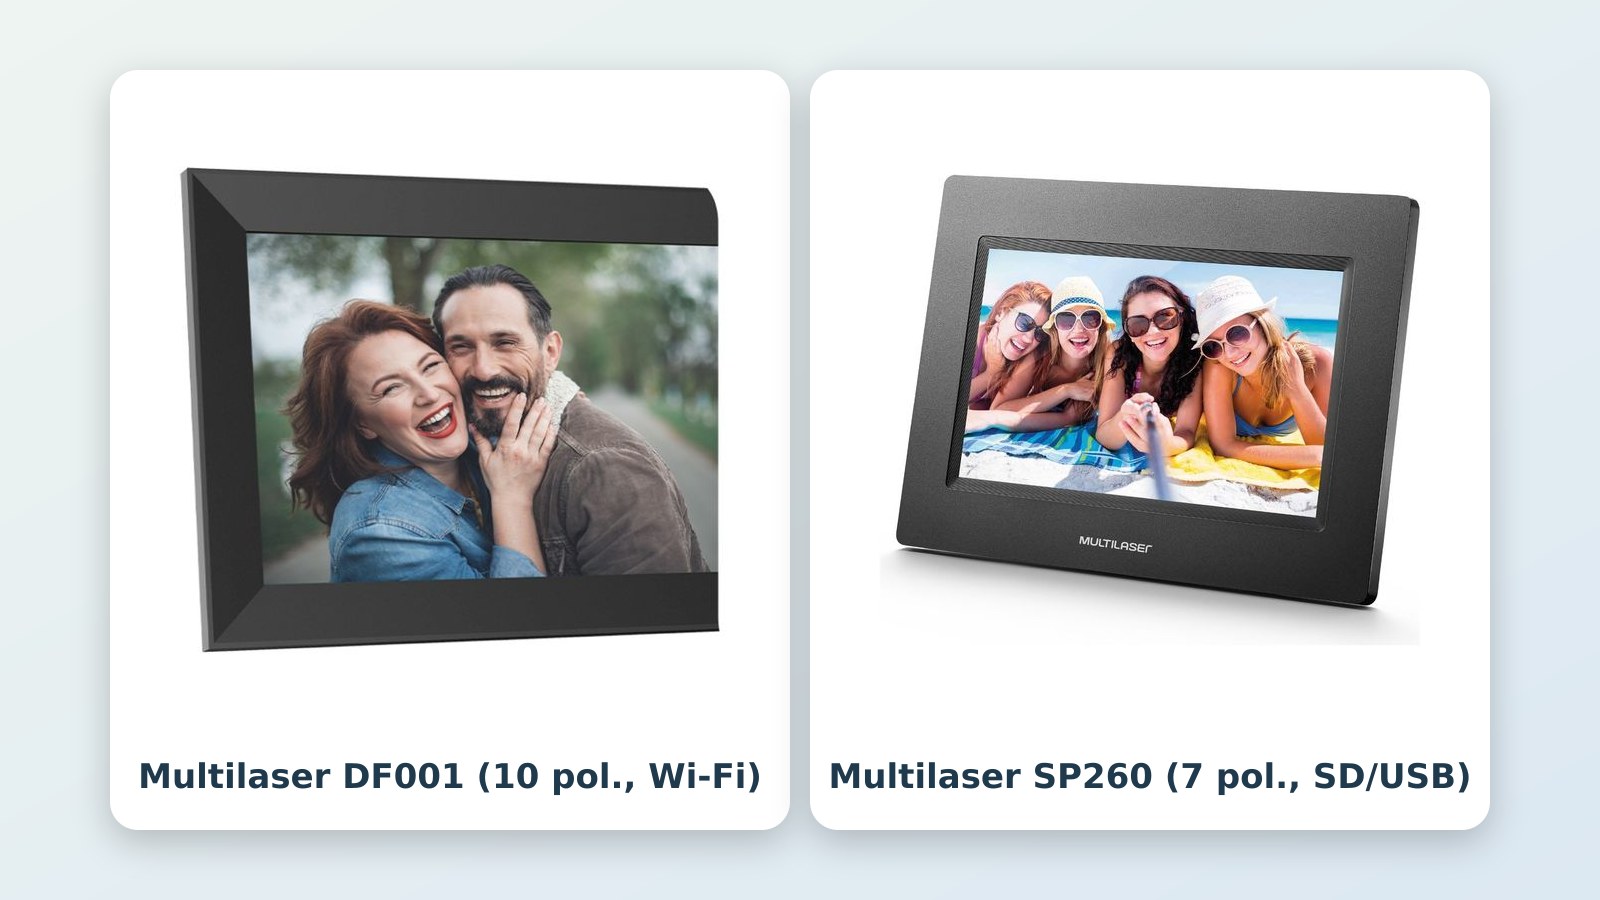 MULTILASER
Multilaser DF001 (10 pol., Wi-Fi)
Multilaser SP260 (7 pol., SD/USB)